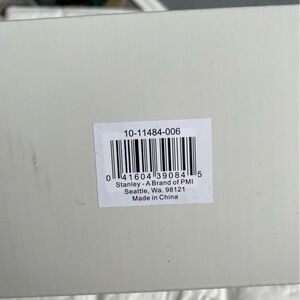 10-11484-006
0 41604 39084 5
Stanley - A Brand of PMI
Seattle, Wa. 98121
Made in China